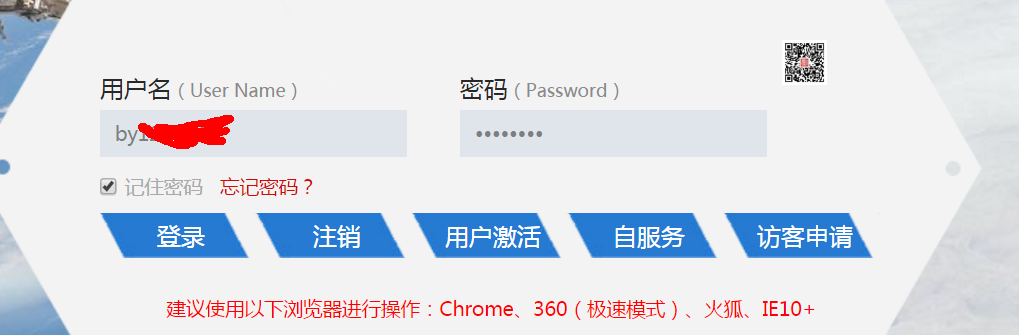 用户名（User Name）
密码（Password）
••••••••
记住密码 忘记密码？
登录 注销 用户激活 自服务 访客申请
建议使用以下浏览器进行操作：Chrome、360（极速模式）、火狐、IE10+